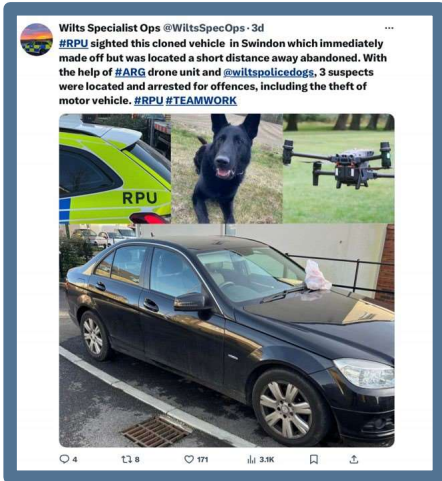 Wilts Specialist Ops @WiltsSpecOps · 3d ...
#RPU sighted this cloned vehicle in Swindon which immediately
made off but was located a short distance away abandoned. With
the help of #ARG drone unit and @wiltspolicedogs, 3 suspects
were located and arrested for offences, including the theft of
motor vehicle. #RPU #TEAMWORK
RPU
4 8 171 3.1K